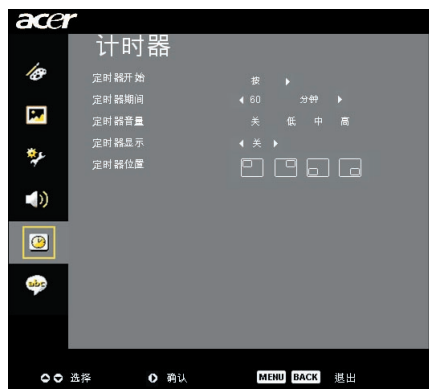 acer
计时器
定时器开始 按
定时器期间 60 分钟
定时器音量 关 低 中 高
定时器显示 关
定时器位置
abc
选择 确认 MENU BACK 退出